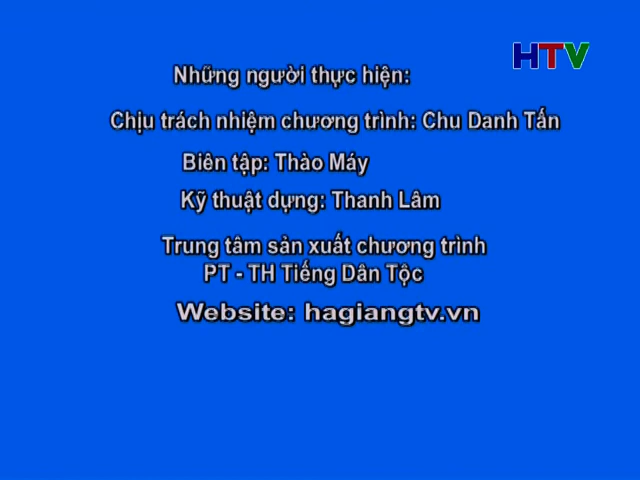 HTV
Những người thực hiện:
Chịu trách nhiệm chương trình: Chu Danh Tấn
Biên tập: Thào Máy
Kỹ thuật dựng: Thanh Lâm
Trung tâm sản xuất chương trình
PT - TH Tiếng Dân Tộc
Website: hagiangtv.vn